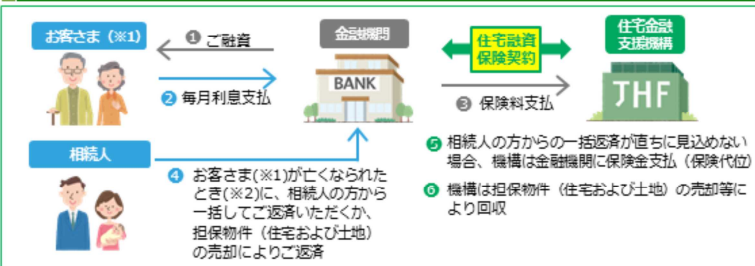 お客さま（※1）
❶ ご融資
金融機関
住宅融資
保険契約
住宅金融
支援機構
BANK
JHF
❷ 毎月利息支払
❸ 保険料支払
相続人
❹ お客さま(※1)が亡くなられた
とき(※2)に、相続人の方から
一括してご返済いただくか、
担保物件（住宅および土地）
の売却によりご返済
❺ 相続人の方からの一括返済が直ちに見込めない
場合、機構は金融機関に保険金支払（保険代位）
❻ 機構は担保物件（住宅および土地）の売却等に
より回収